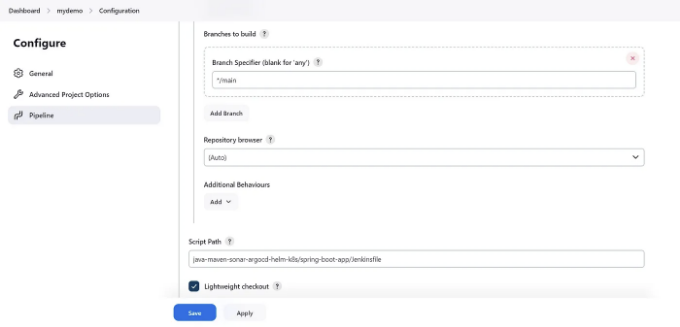 Dashboard > mydemo > Configuration
Configure
General
Advanced Project Options
Pipeline
Branches to build ?
Branch Specifier (blank for 'any') ?
*/main
Add Branch
Repository browser ?
(Auto)
Additional Behaviours
Add
Script Path ?
java-maven-sonar-argocd-helm-k8s/spring-boot-app/Jenkinsfile
Lightweight checkout ?
Save
Apply